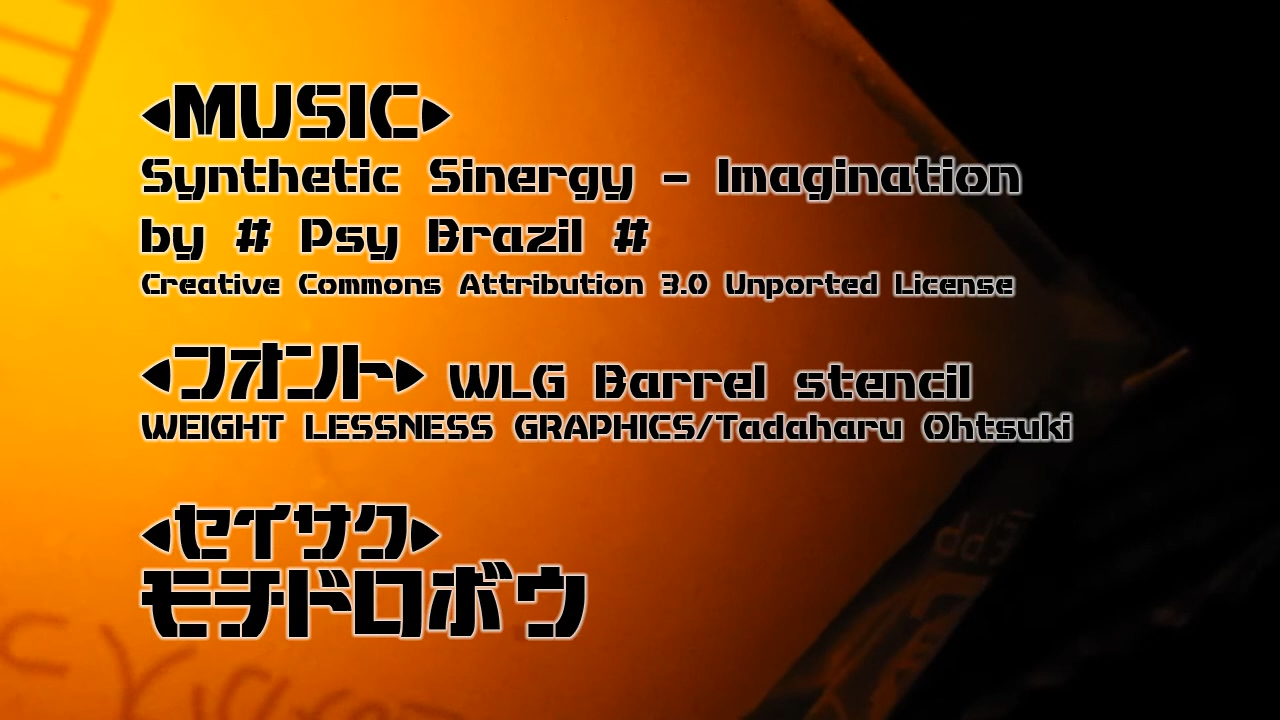 ◀MUSIC▶
Synthetic Sinergy - Imagination
by # Psy Brazil #
Creative Commons Attribution 3.0 Unported License
◀フオント▶ WLG Barrel stencil
WEIGHT LESSNESS GRAPHICS/Tadaharu Ohtsuki
◀セイサク▶
モチドロボウ